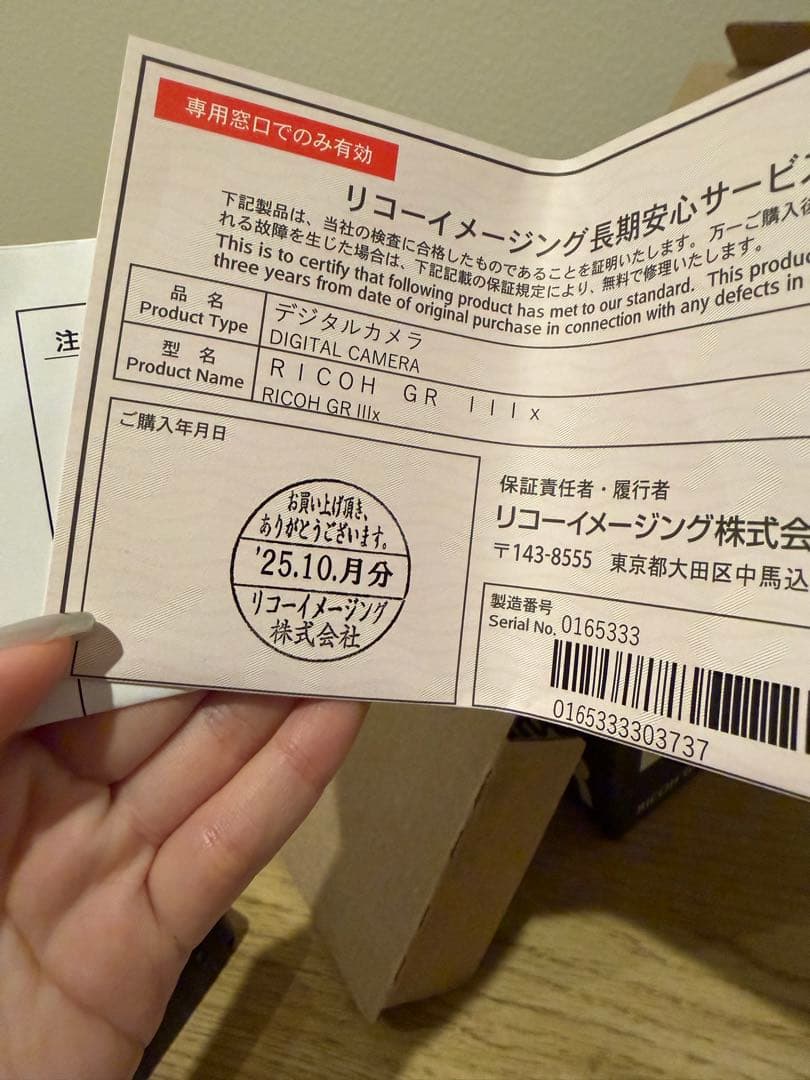 専用窓口でのみ有効
リコーイメージング長期安心サービス
下記製品は、当社の検査に合格したものであることを証明いたします。万一ご購入後
れる故障を生じた場合は、下記記載の保証規定により、無料で修理いたします。
This is to certify that following product has met to our standard. This produc
three years from date of original purchase in connection with any defects in
品 名
Product Type
デジタルカメラ
DIGITAL CAMERA
型 名
Product Name
RICOH GR IIIx
RICOH GR IIIx
ご購入年月日
お買い上げ頂き、
ありがとうございます。
'25.10.月分
リコーイメージング
株式会社
保証責任者・履行者
リコーイメージング株式会
〒143-8555 東京都大田区中馬込
製造番号
Serial No. 0165333
0165333303737
注